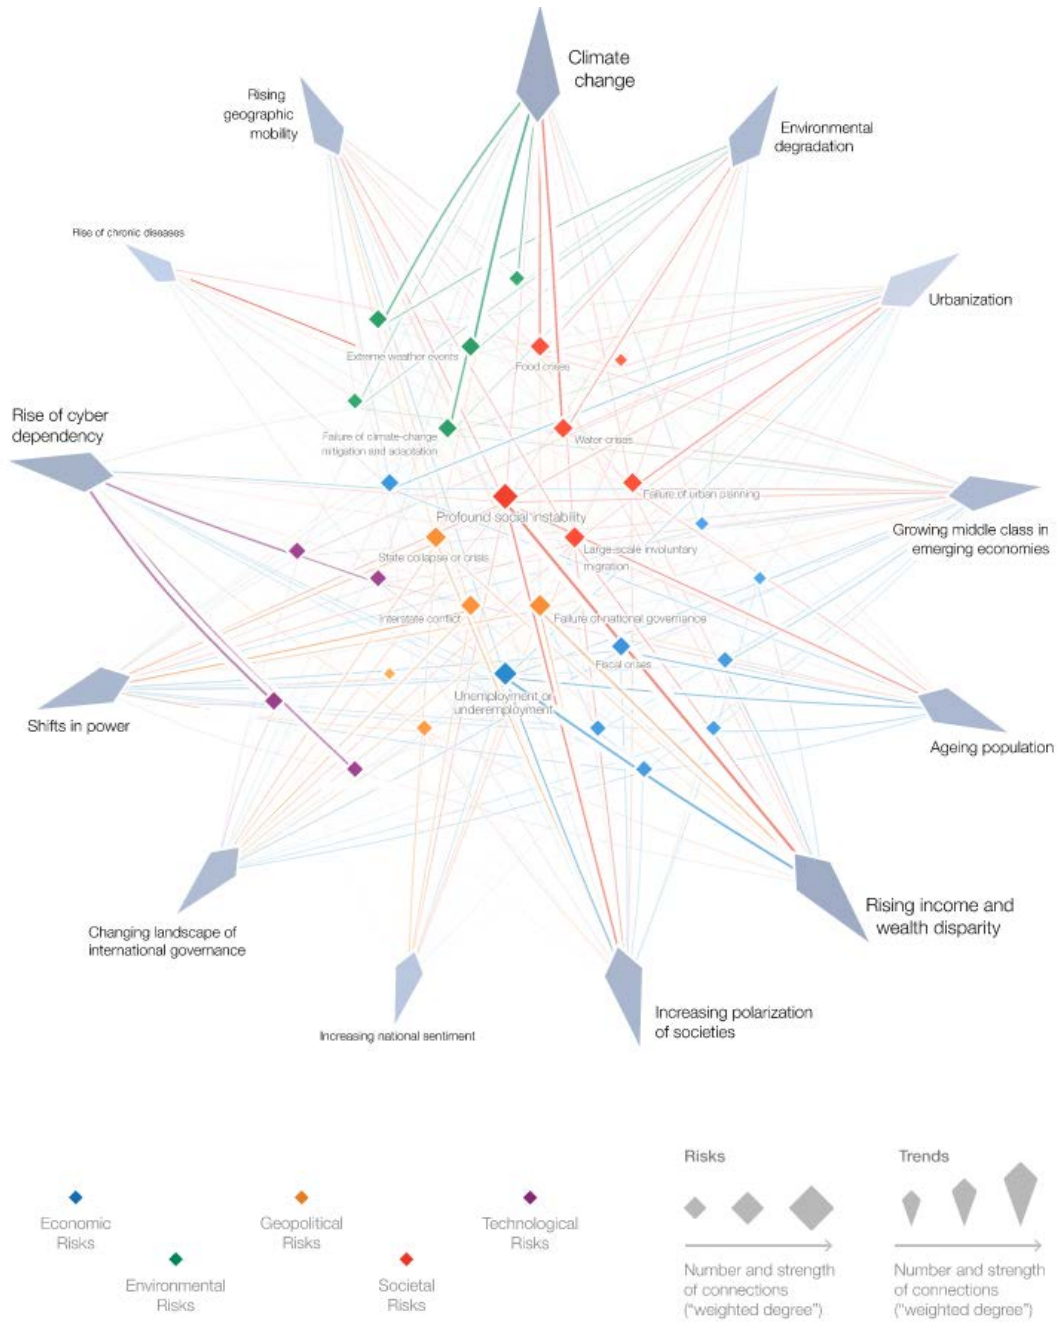 Climate
change
Rising
geographic
mobility
Environmental
degradation
Rise of chronic diseases
Urbanization
Extreme weather events
Food crises
Rise of cyber
dependency
Failure of climate-change
mitigation and adaptation
Water crises
Failure of urban planning
Profound social instability
Growing middle class in
emerging economies
State collapse or crisis
Large-scale involuntary
migration
Interstate conflict
Failure of national governance
Fiscal crises
Unemployment or
underemployment
Shifts in power
Ageing population
Rising income and
wealth disparity
Changing landscape of
international governance
Increasing national sentiment
Increasing polarization
of societies
Risks
Trends
Economic
Risks
Geopolitical
Risks
Technological
Risks
Environmental
Risks
Societal
Risks
Number and strength
of connections
("weighted degree")
Number and strength
of connections
("weighted degree")